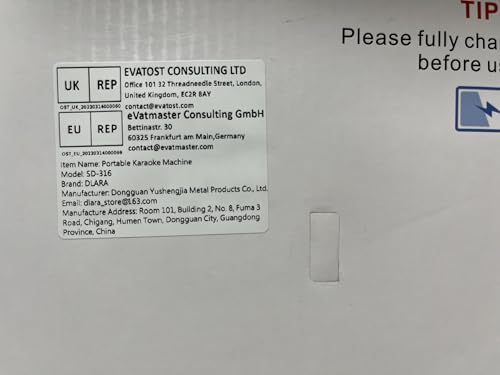 TIP
Please fully cha
before us
UK REP
EVATOST CONSULTING LTD
Office 101 32 Threadneedle Street, London,
United Kingdom, EC2R 8AY
contact@evatost.com
OST_UK_20230314000060
EU REP
eVatmaster Consulting GmbH
Bettinastr. 30
60325 Frankfurt am Main,Germany
contact@evatmaster.com
OST_EU_20230314000098
Item Name: Portable Karaoke Machine
Model: SD-316
Brand: DLARA
Manufacturer: Dongguan Yushengjia Metal Products Co., Ltd.
Email: dlara_store@163.com
Manufacture Address: Room 101, Building 2, No. 8, Fuma 3
Road, Chigang, Humen Town, Dongguan City, Guangdong
Province, China